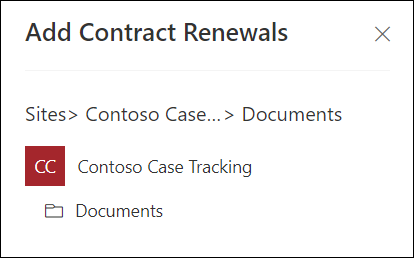 Add Contract Renewals
Sites> Contoso Case...> Documents
CC Contoso Case Tracking
Documents